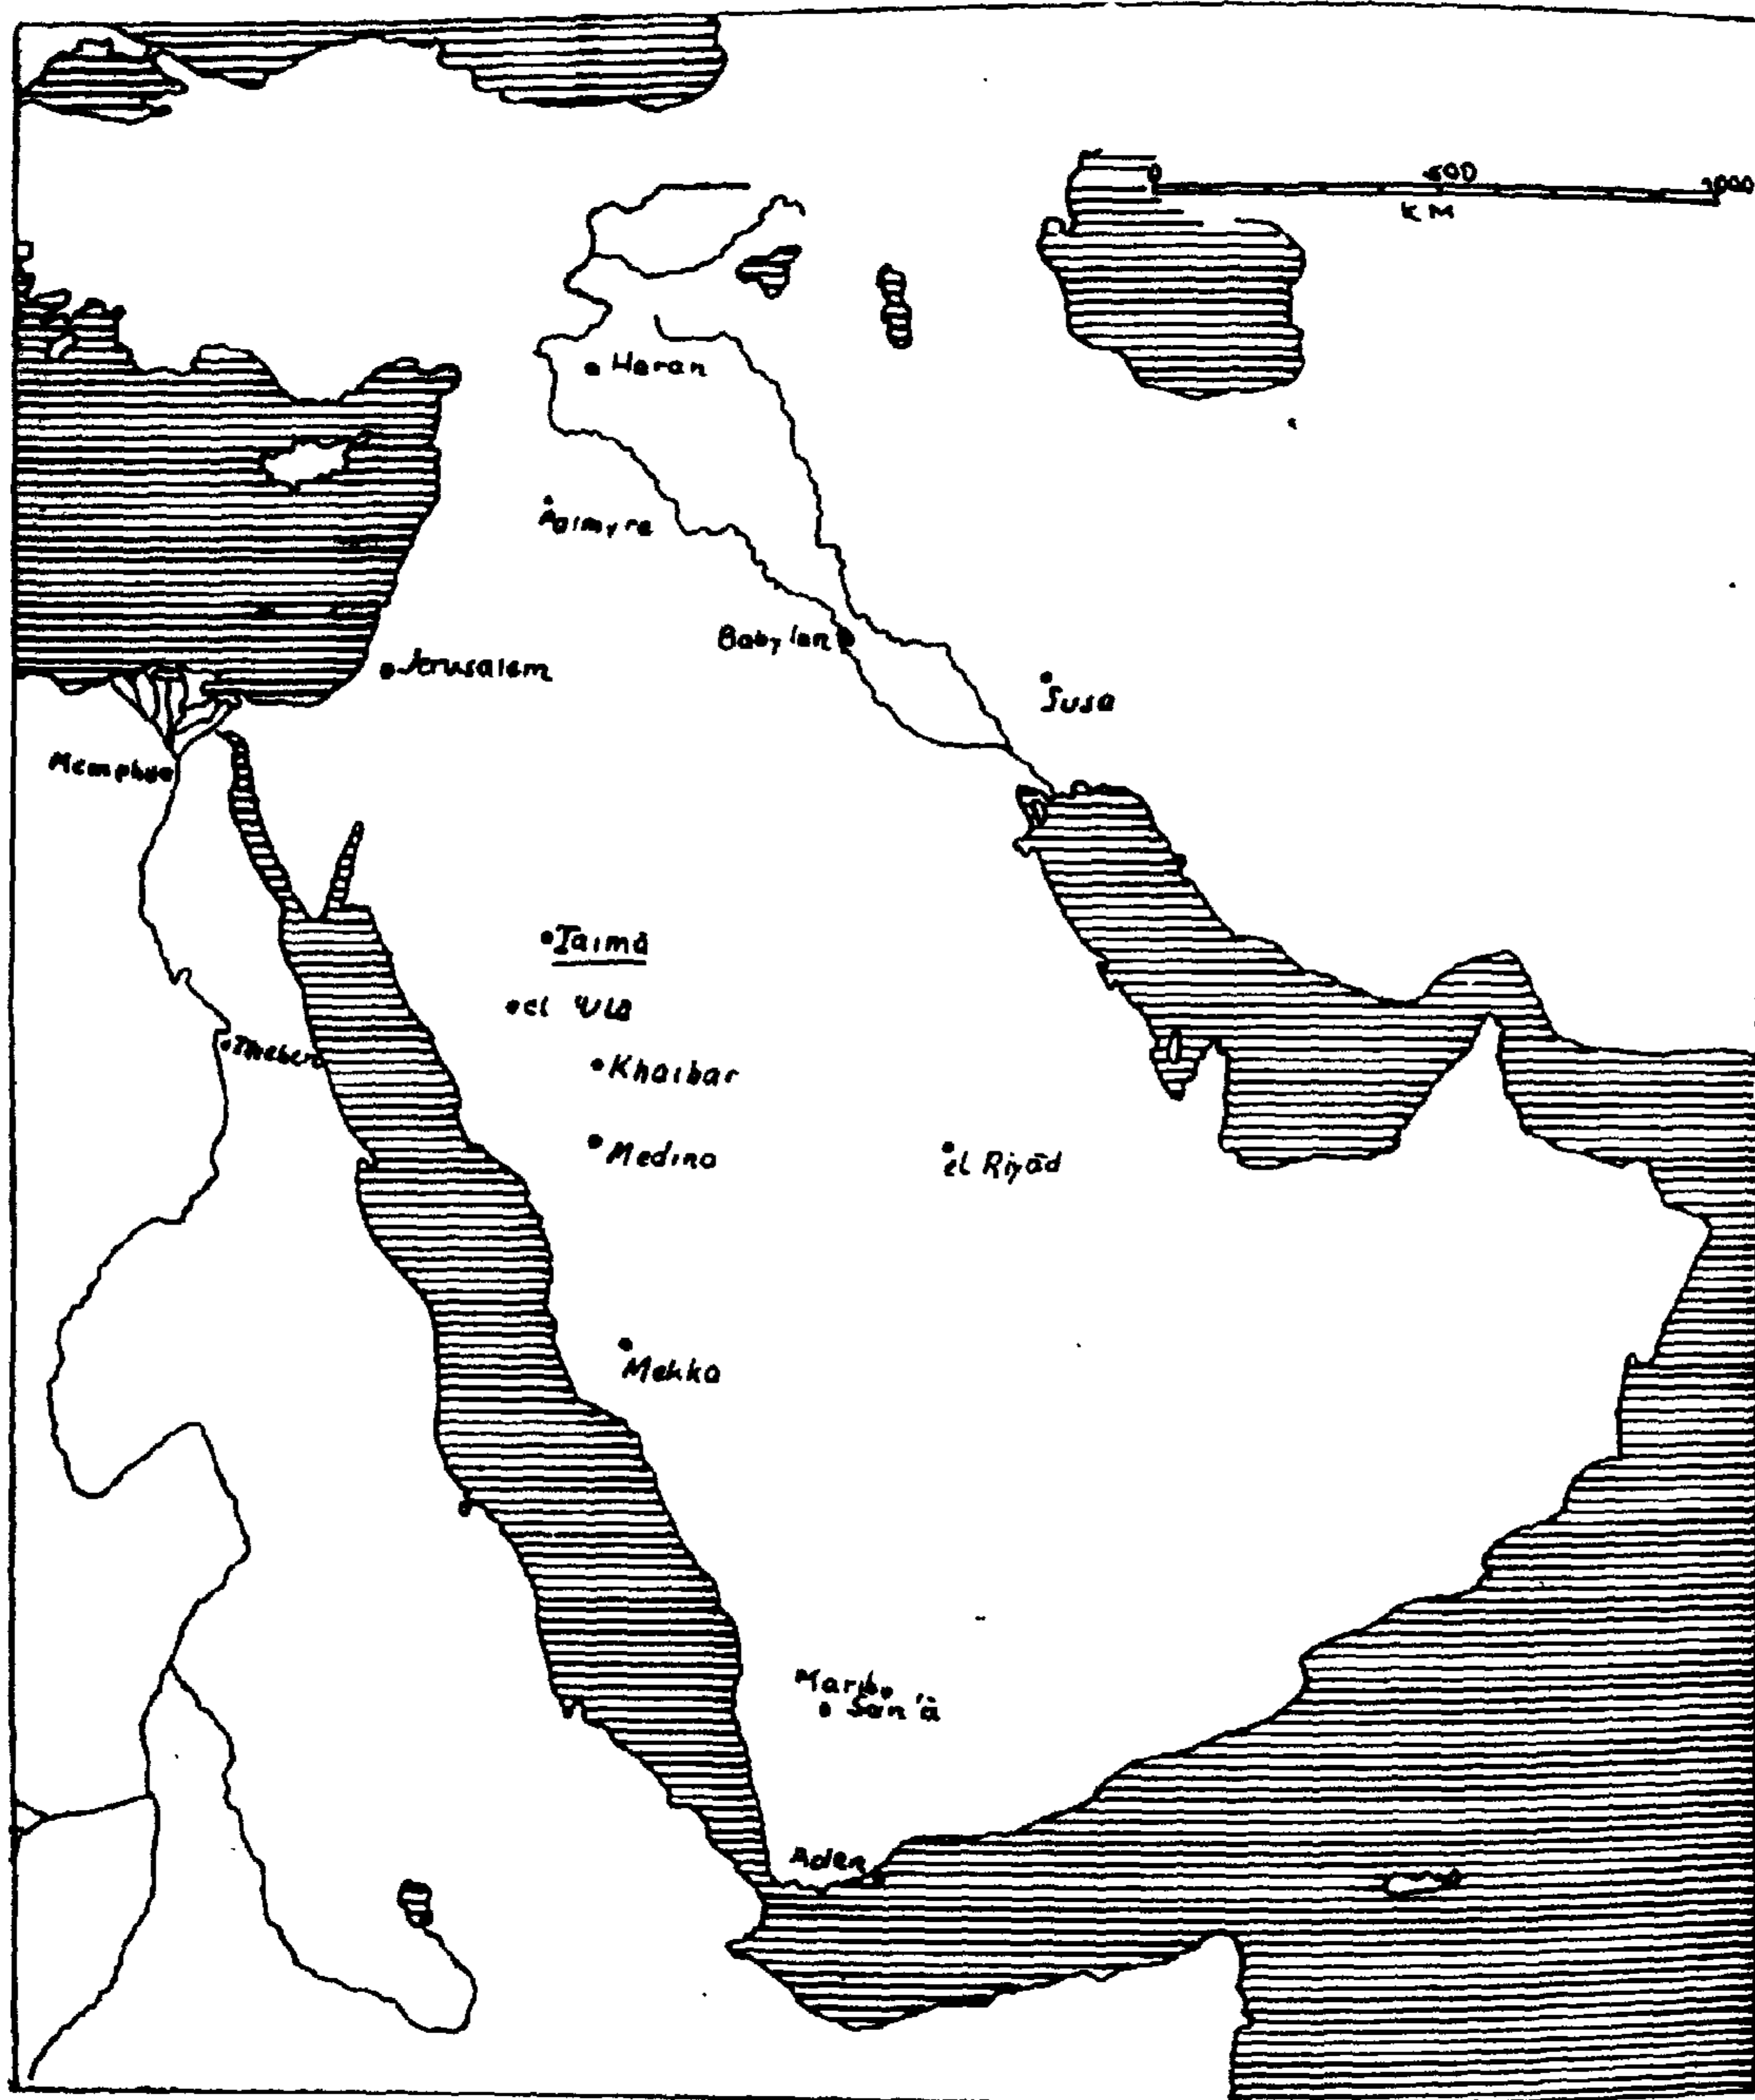 0 500 1000
KM
Haran
Palmyra
Babylon
Jerusalem
Susa
Memphis
Taimā
el Ula
Theben
Khaibar
Medina
el Riyād
Mekka
Marib
San'ā
Aden